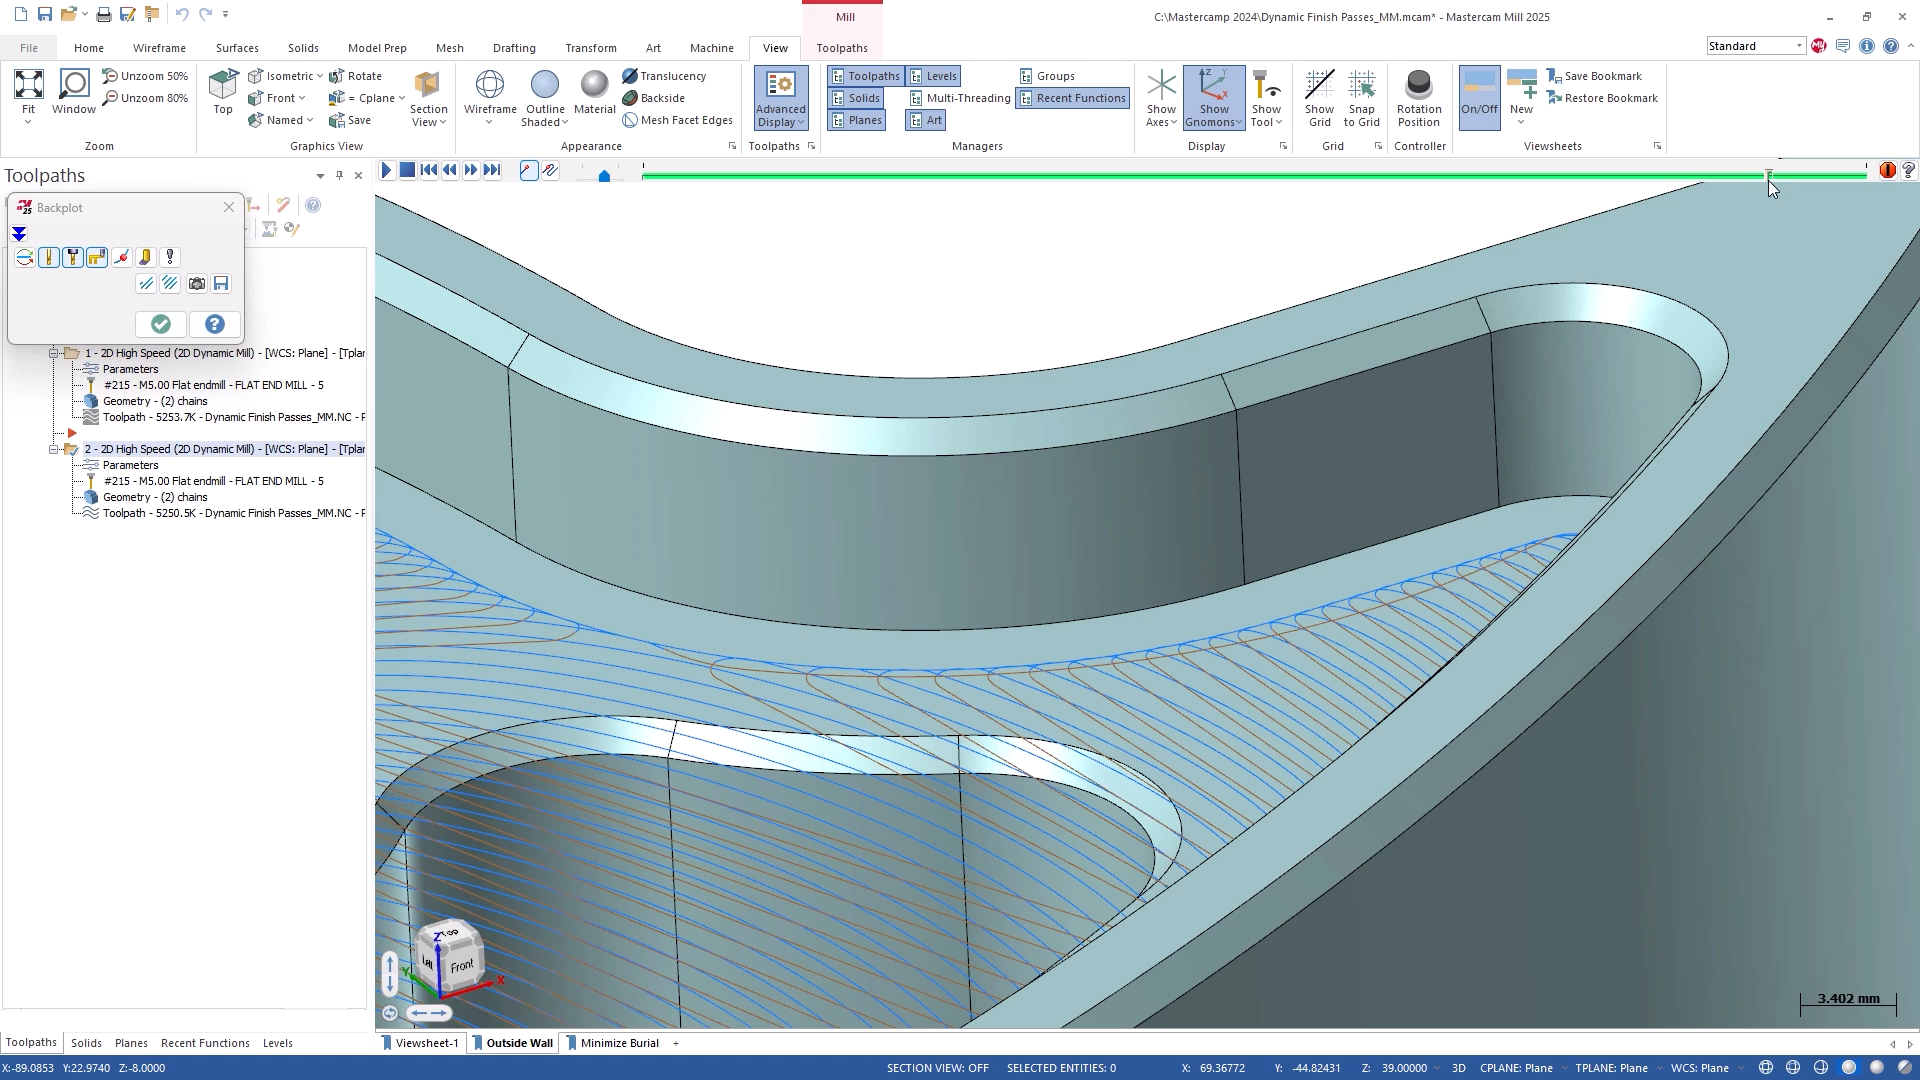 Mill
C:\Mastercamp 2024\Dynamic Finish Passes_MM.mcam* - Mastercam Mill 2025
File
Home
Wireframe
Surfaces
Solids
Model Prep
Mesh
Drafting
Transform
Art
Machine
View
Toolpaths
Standard
Fit
Window
Unzoom 50%
Unzoom 80%
Zoom
Top
Isometric
Front
Named
Rotate
= Cplane
Save
Section
View
Graphics View
Wireframe
Outline
Shaded
Material
Translucency
Backside
Mesh Facet Edges
Appearance
Advanced
Display
Toolpaths
Toolpaths
Solids
Planes
Levels
Multi-Threading
Art
Groups
Recent Functions
Managers
Show
Axes
Show
Gnomons
Show
Tool
Display
Show
Grid
Snap
to Grid
Grid
Rotation
Position
Controller
On/Off
New
Save Bookmark
Restore Bookmark
Viewsheets
Toolpaths
Backplot
1 - 2D High Speed (2D Dynamic Mill) - [WCS: Plane] - [Tplar
Parameters
#215 - M5.00 Flat endmill - FLAT END MILL - 5
Geometry - (2) chains
Toolpath - 5253.7K - Dynamic Finish Passes_MM.NC - F
2 - 2D High Speed (2D Dynamic Mill) - [WCS: Plane] - [Tplar
Parameters
#215 - M5.00 Flat endmill - FLAT END MILL - 5
Geometry - (2) chains
Toolpath - 5250.5K - Dynamic Finish Passes_MM.NC - F
Top
Left
Front
Z
Y
X
3.402 mm
Toolpaths
Solids
Planes
Recent Functions
Levels
Viewsheet-1
Outside Wall
Minimize Burial
+
X:-89.0853 Y:22.9740 Z:-8.0000
SECTION VIEW: OFF
SELECTED ENTITIES: 0
X: 69.36772
Y: -44.82431
Z: 39.00000
3D
CPLANE: Plane
TPLANE: Plane
WCS: Plane